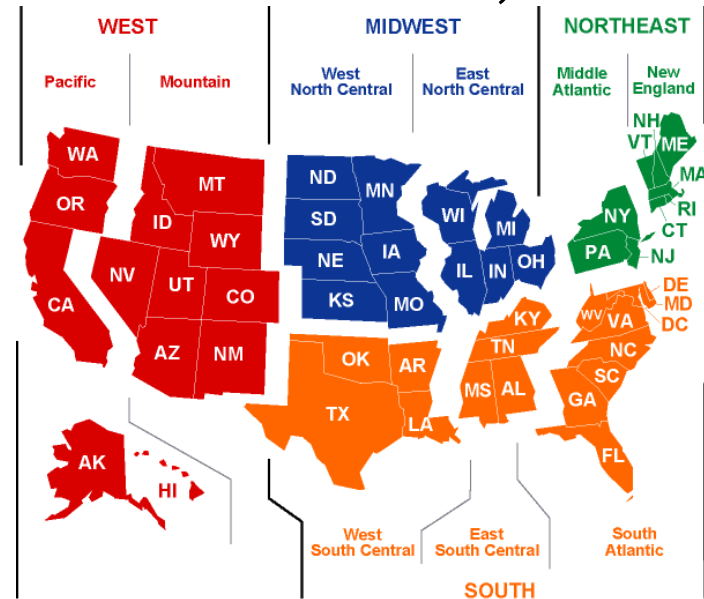 WEST
MIDWEST
NORTHEAST
Pacific
Mountain
West
North Central
East
North Central
Middle
Atlantic
New
England
WA
OR
CA
NV
ID
MT
WY
UT
CO
AZ
NM
AK
HI
ND
SD
NE
KS
MN
IA
MO
WI
MI
IL
IN
OH
NH
VT
ME
MA
RI
CT
NY
PA
NJ
OK
TX
AR
LA
KY
TN
MS
AL
DE
MD
DC
WV
VA
NC
SC
GA
FL
West
South Central
East
South Central
South
Atlantic
SOUTH